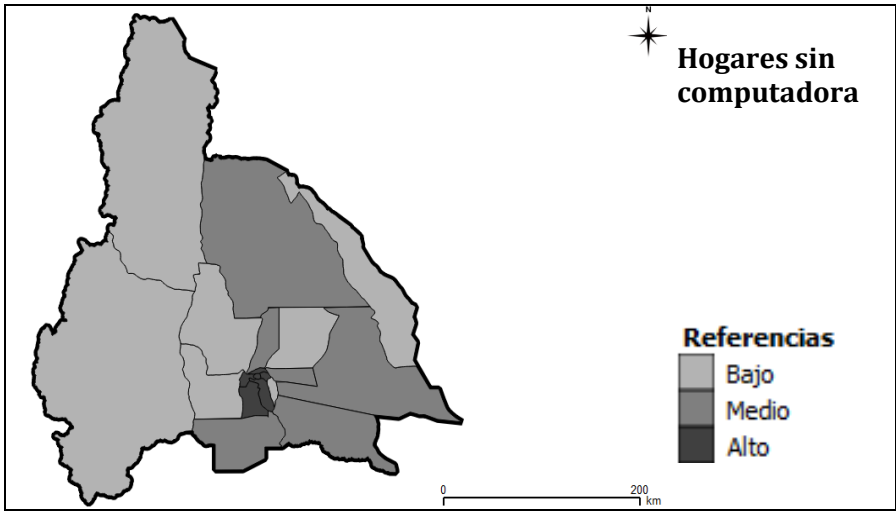 N
Hogares sin
computadora
Referencias
Bajo
Medio
Alto
0 200
km